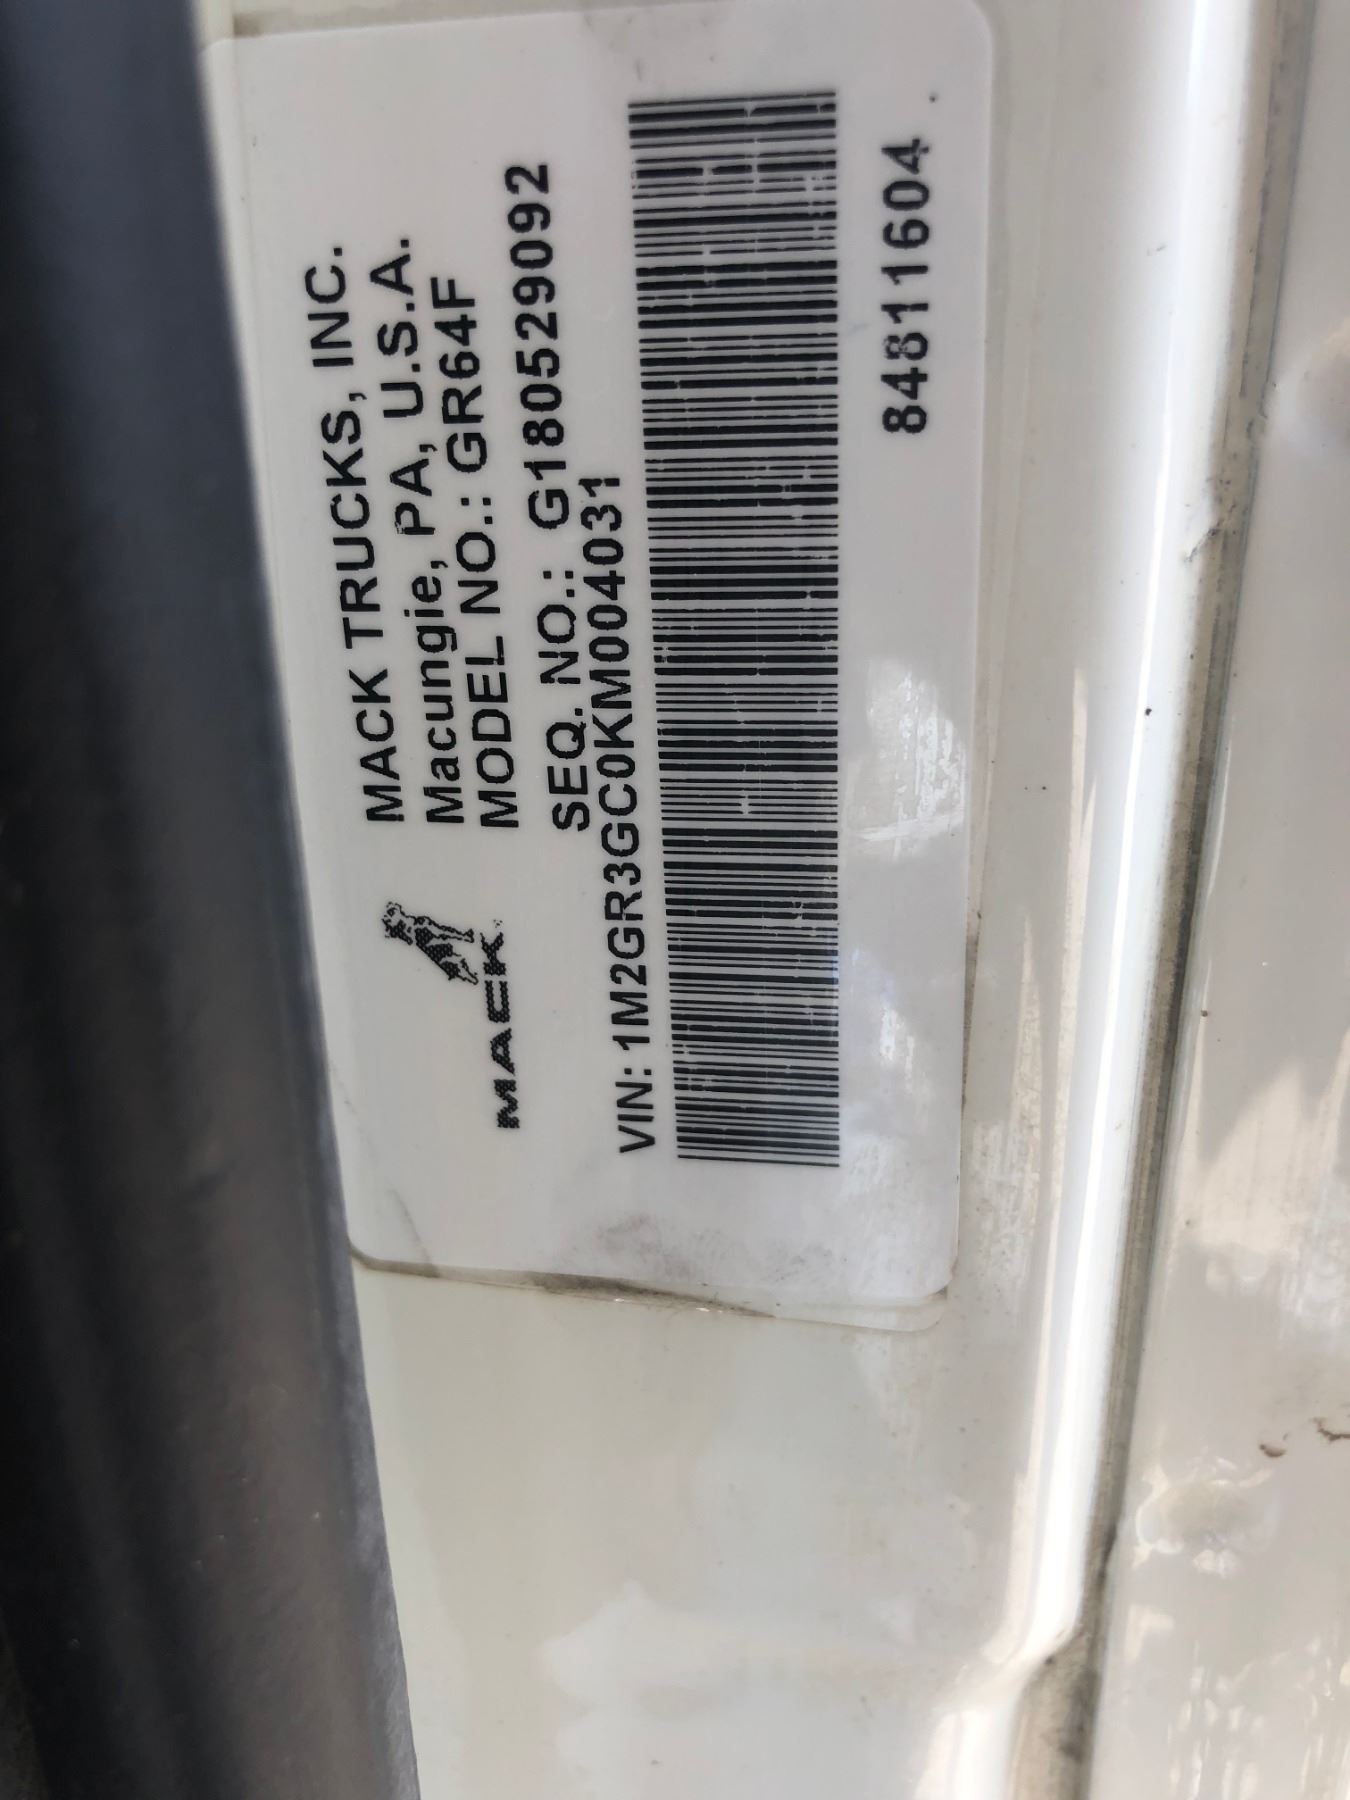 MACK TRUCKS, INC.
Macungie, PA, U.S.A.
MODEL NO.: GR64F
MACK
SEQ. NO.: G180529092
VIN: 1M2GR3GC0KM004031
84811604